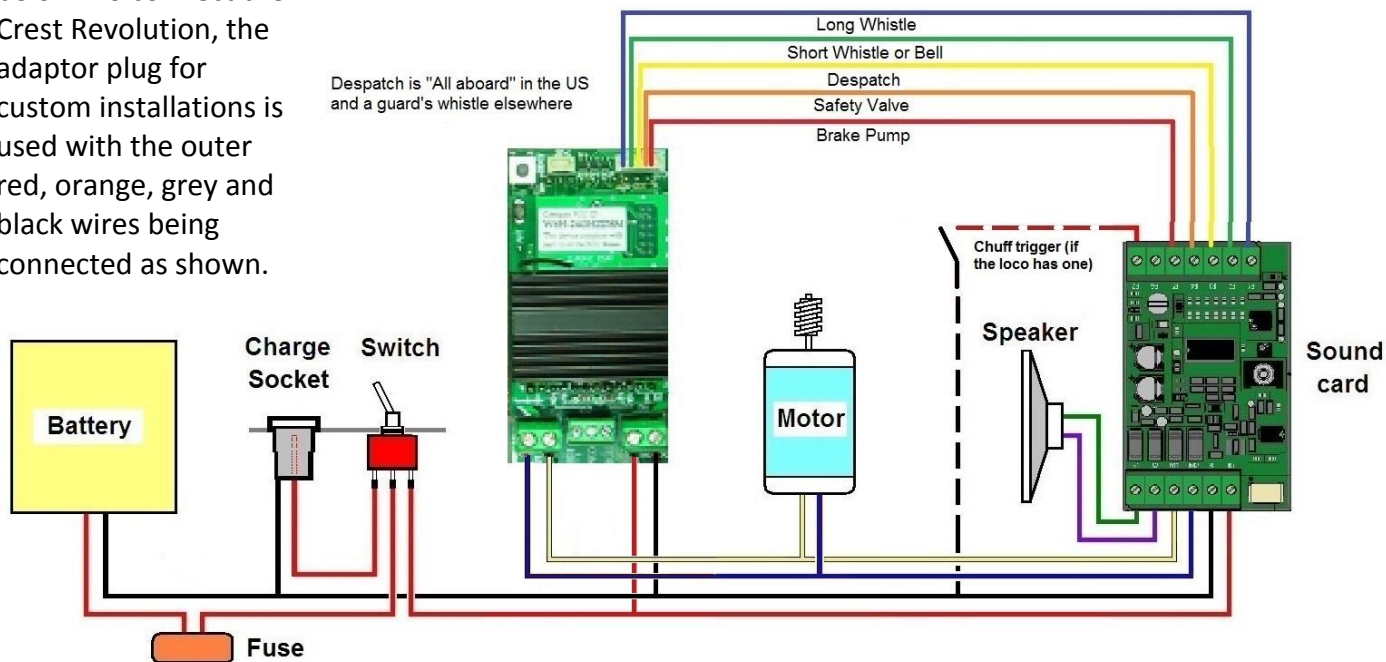 Crest Revolution, the
adaptor plug for
custom installations is
used with the outer
red, orange, grey and
black wires being
connected as shown.
Despatch is "All aboard" in the US
and a guard's whistle elsewhere
Long Whistle
Short Whistle or Bell
Despatch
Safety Valve
Brake Pump
Chuff trigger (if
the loco has one)
Battery
Charge
Socket
Switch
Motor
Speaker
Sound
card
Fuse